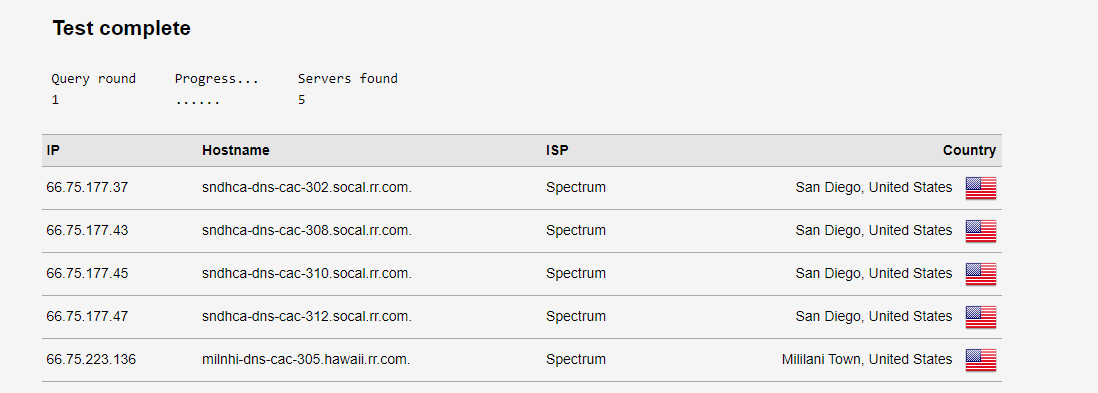 Test complete
Query round Progress... Servers found
1 ...... 5
IP Hostname ISP Country
66.75.177.37 sndhca-dns-cac-302.socal.rr.com. Spectrum San Diego, United States
66.75.177.43 sndhca-dns-cac-308.socal.rr.com. Spectrum San Diego, United States
66.75.177.45 sndhca-dns-cac-310.socal.rr.com. Spectrum San Diego, United States
66.75.177.47 sndhca-dns-cac-312.socal.rr.com. Spectrum San Diego, United States
66.75.223.136 milnhi-dns-cac-305.hawaii.rr.com. Spectrum Mililani Town, United States